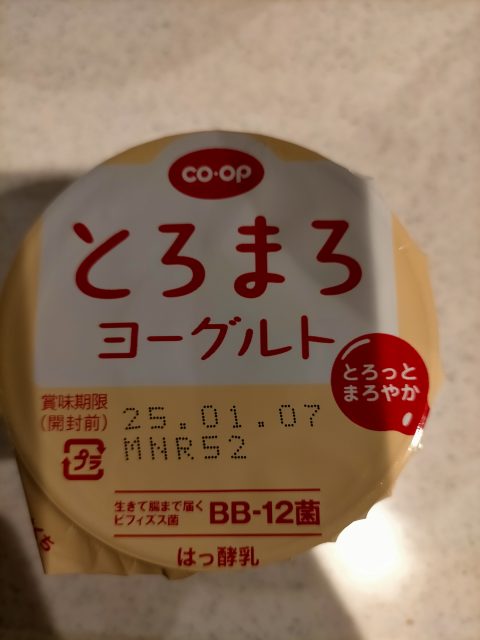 CO·OP
とろまろ
ヨーグルト
とろっと
まろやか
賞味期限
(開封前)
25.01.07
MNR52
プラ
生きて腸まで届く
ビフィズス菌
BB-12菌
はっ酵乳